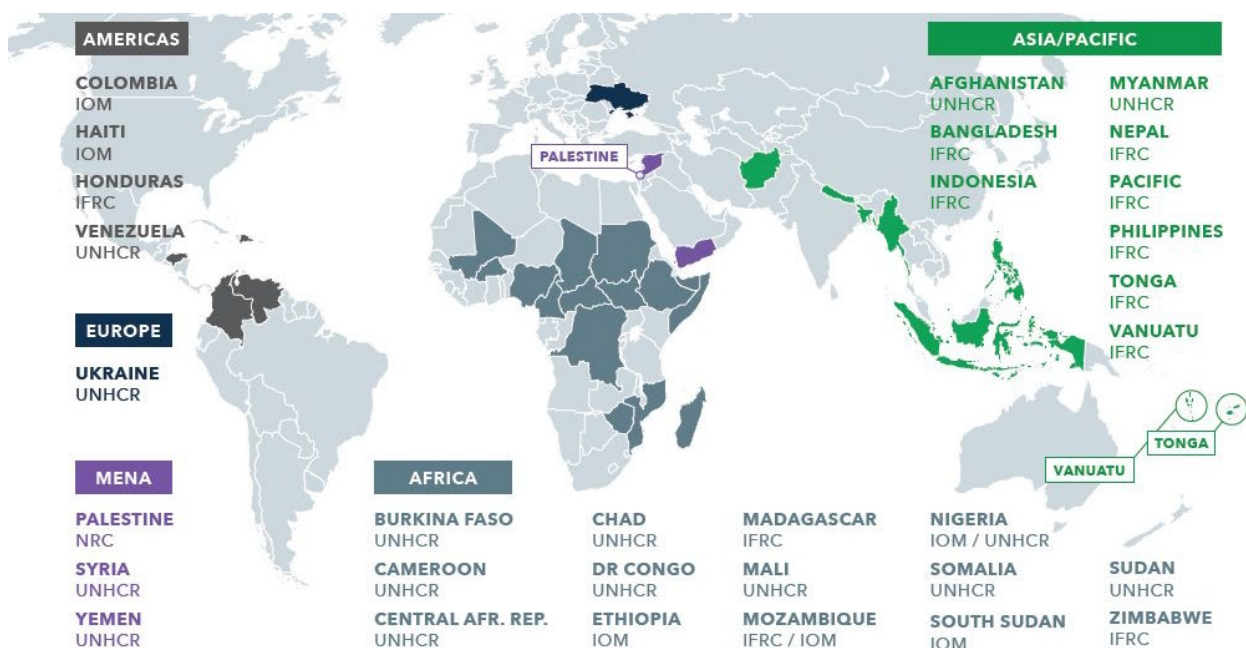 AMERICAS
COLOMBIA
IOM
HAITI
IOM
HONDURAS
IFRC
VENEZUELA
UNHCR
EUROPE
UKRAINE
UNHCR
PALESTINE
ASIA/PACIFIC
AFGHANISTAN
UNHCR
BANGLADESH
IFRC
INDONESIA
IFRC
MYANMAR
UNHCR
NEPAL
IFRC
PACIFIC
IFRC
PHILIPPINES
IFRC
TONGA
IFRC
VANUATU
IFRC
TONGA
VANUATU
MENA
PALESTINE
NRC
SYRIA
UNHCR
YEMEN
UNHCR
AFRICA
BURKINA FASO
UNHCR
CAMEROON
UNHCR
CENTRAL AFR. REP.
UNHCR
CHAD
UNHCR
DR CONGO
UNHCR
ETHIOPIA
IOM
MADAGASCAR
IFRC
MALI
UNHCR
MOZAMBIQUE
IFRC / IOM
NIGERIA
IOM / UNHCR
SOMALIA
UNHCR
SOUTH SUDAN
IOM
SUDAN
UNHCR
ZIMBABWE
IFRC